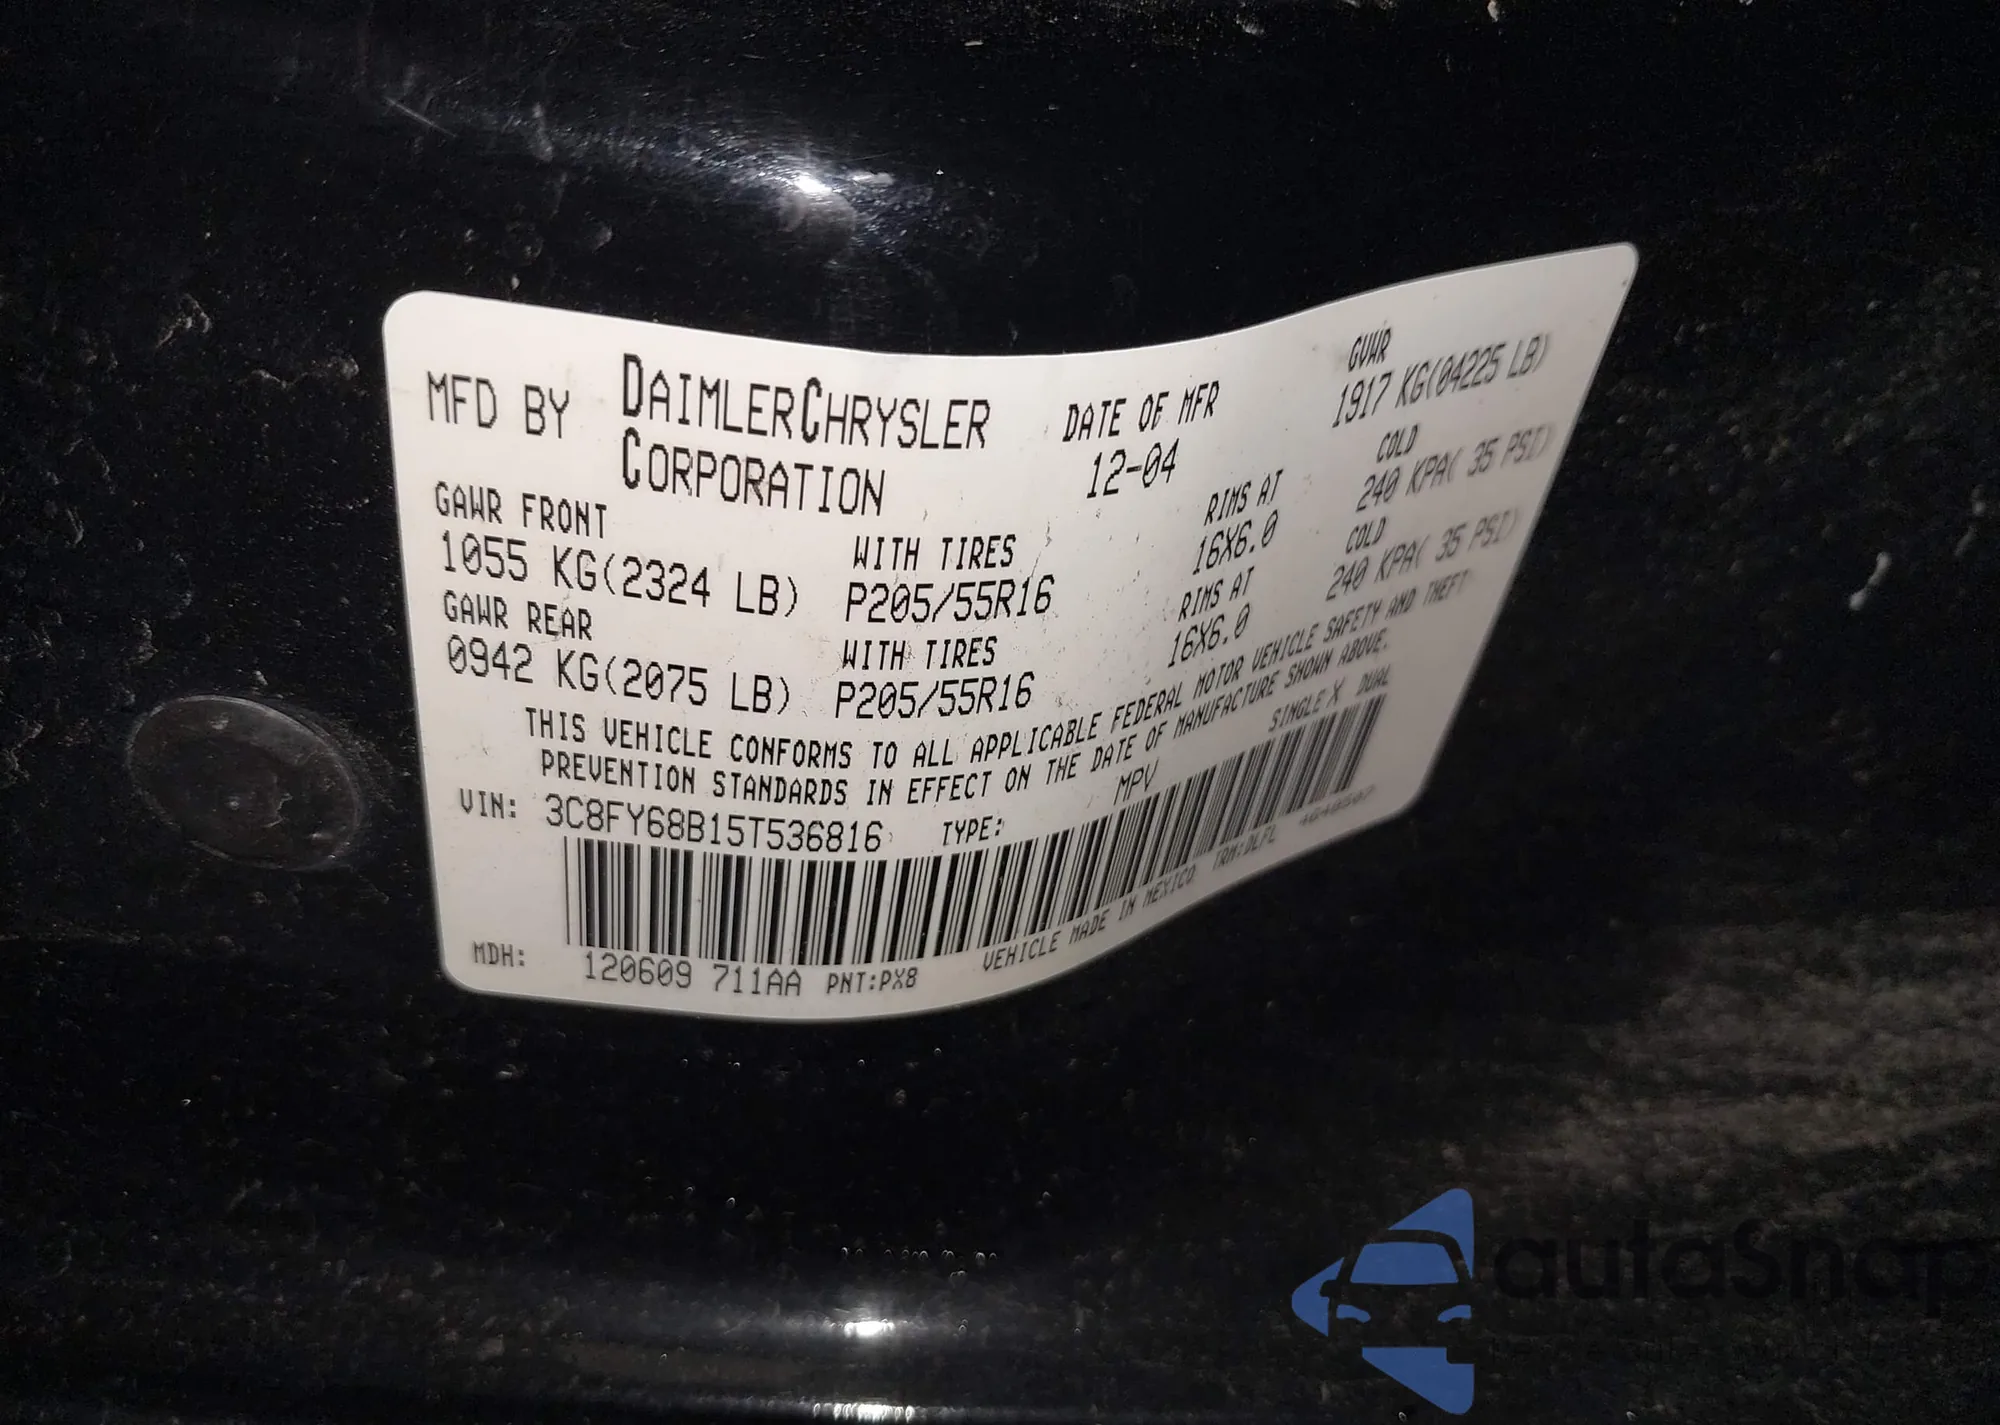 MFD BY DAIMLERCHRYSLER CORPORATION
DATE OF MFR 12-04
GVWR 1917 KG(04225 LB)
GAWR FRONT 1055 KG(2324 LB)
WITH TIRES P205/55R16
RIMS AT 16X6.0
COLD 240 KPA( 35 PSI)
GAWR REAR 0942 KG(2075 LB)
WITH TIRES P205/55R16
RIMS AT 16X6.0
COLD 240 KPA( 35 PSI)
THIS VEHICLE CONFORMS TO ALL APPLICABLE FEDERAL MOTOR VEHICLE SAFETY AND THEFT
PREVENTION STANDARDS IN EFFECT ON THE DATE OF MANUFACTURE SHOWN ABOVE.
VIN: 3C8FY68B15T536816 TYPE: MPV SINGLE X DUAL
MDH: 120609 711AA PNT:PX8 VEHICLE MADE IN MEXICO TRM:DLFL
autaSnap